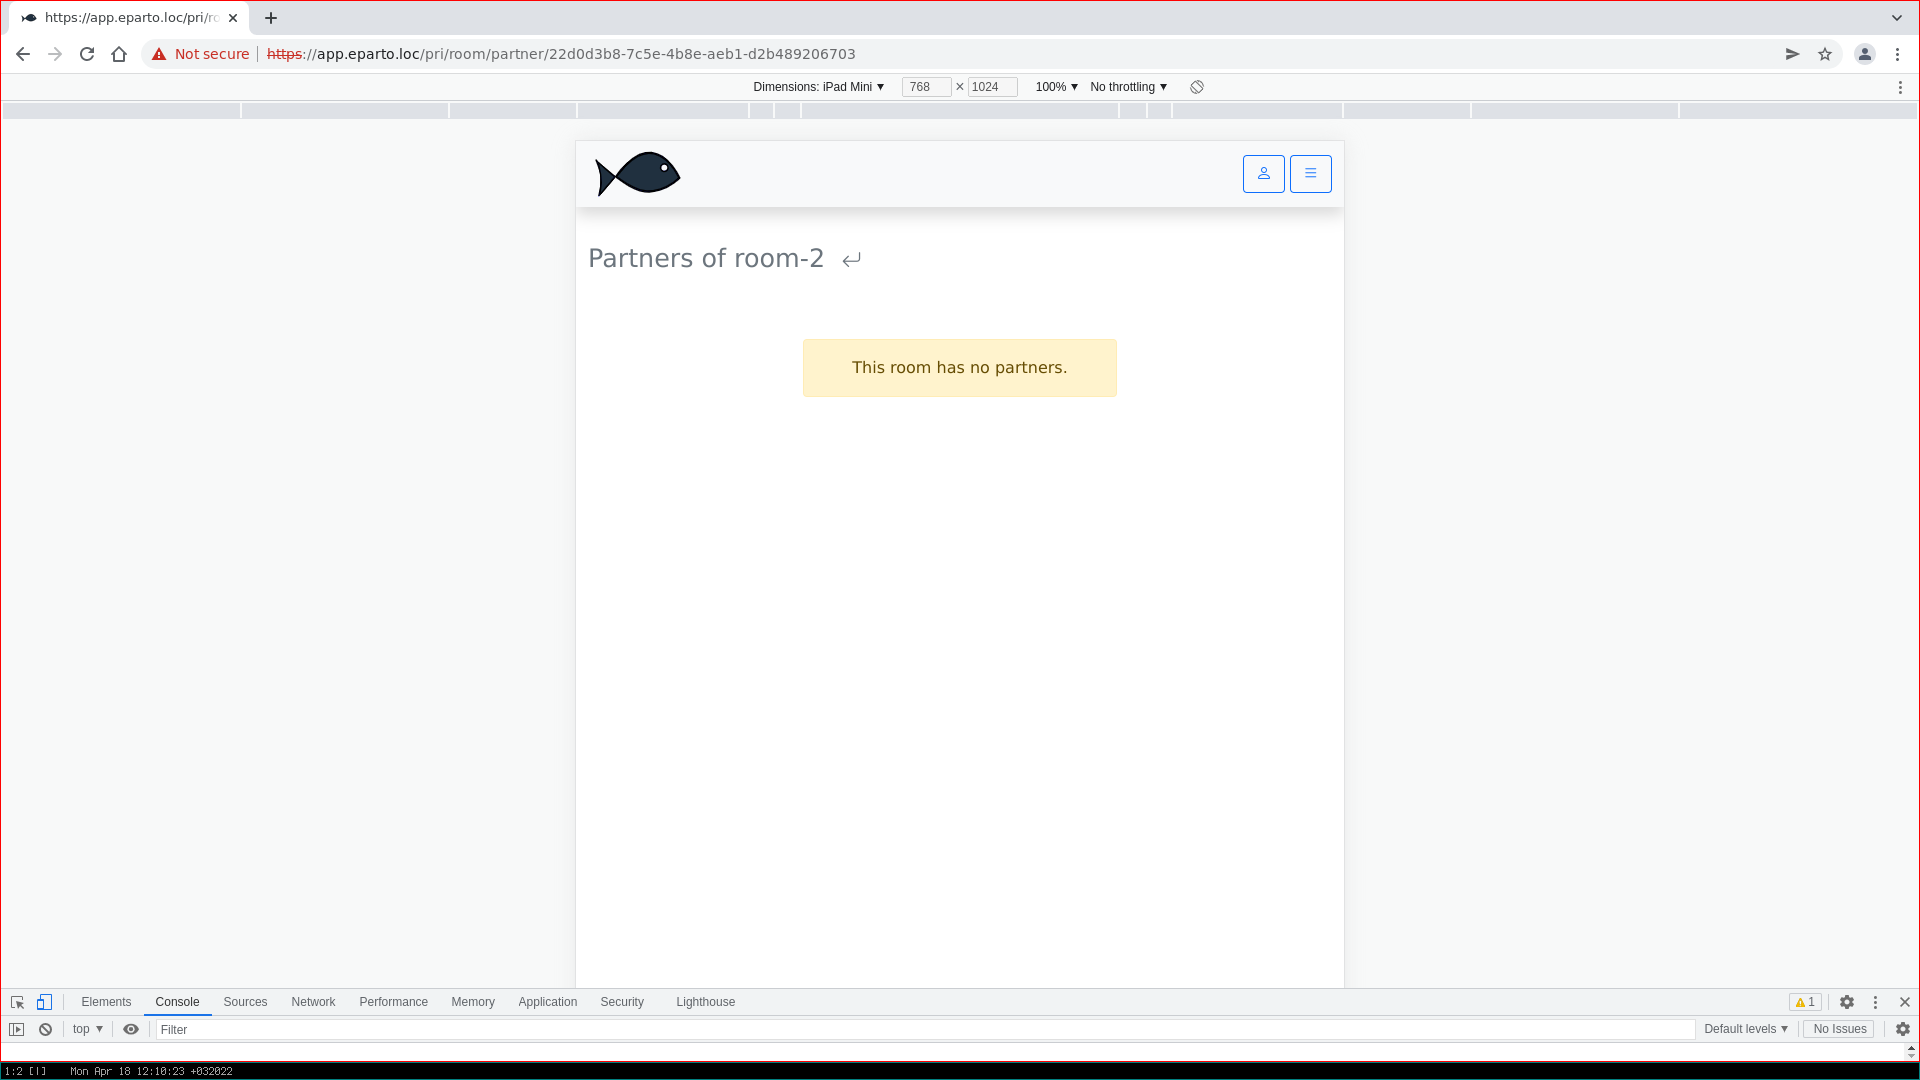 https://app.eparto.loc/pri/ro
Not secure https://app.eparto.loc/pri/room/partner/22d0d3b8-7c5e-4b8e-aeb1-d2b489206703
Dimensions: iPad Mini ▼ 768 × 1024 100% ▼ No throttling ▼
Partners of room-2
This room has no partners.
Elements Console Sources Network Performance Memory Application Security Lighthouse 1
top ▼ Filter Default levels ▼ No Issues
1:2 [|] Mon Apr 18 12:10:23 +032022